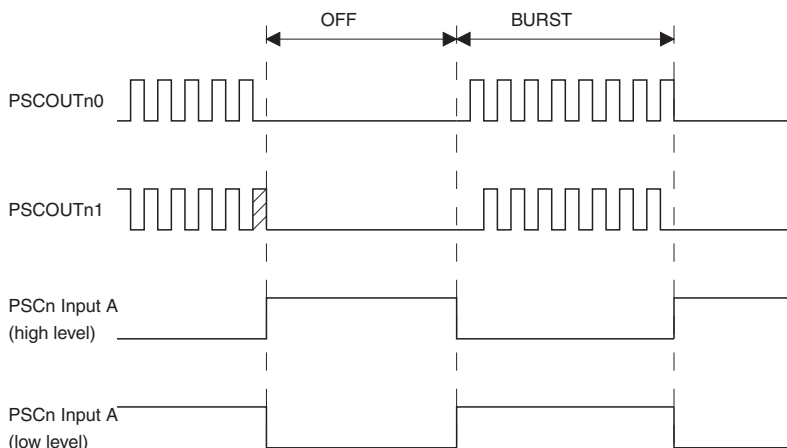 OFF
BURST
PSCOUTn0
PSCOUTn1
PSCn Input A
(high level)
PSCn Input A
(low level)